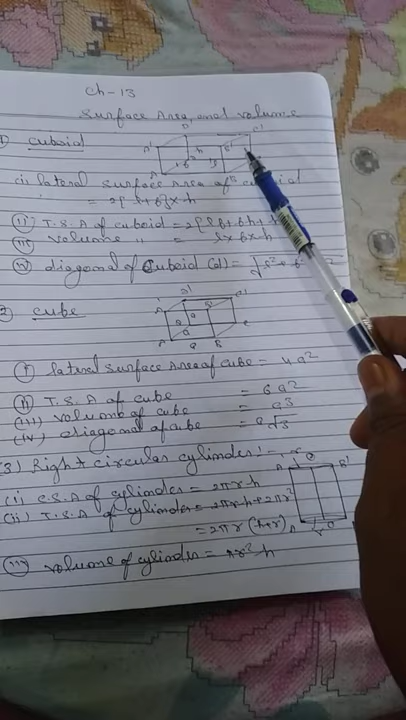 Ch-13
Surface Area and volume
① cuboid
(i) lateral surface Area of cuboid
= 2{l+b}×h
(ii) T.S.A of cuboid = 2{lb+bh+
(iii) volume " = l×b×h
(iv) diagonal of Cuboid (d) = √l²+b²
② cube
(i) lateral surface Area of cube = 4a²
(ii) T.S.A of cube = 6a²
(iii) volume of cube = a³
(iv) diagonal of cube = a√3
(3) Right circular cylinder:-
(i) C.S.A of cylinder = 2πrh
(ii) T.S.A of cylinder = 2πrh+2πr²
= 2πr(h+r)
(iii) volume of cylinder = πr²h